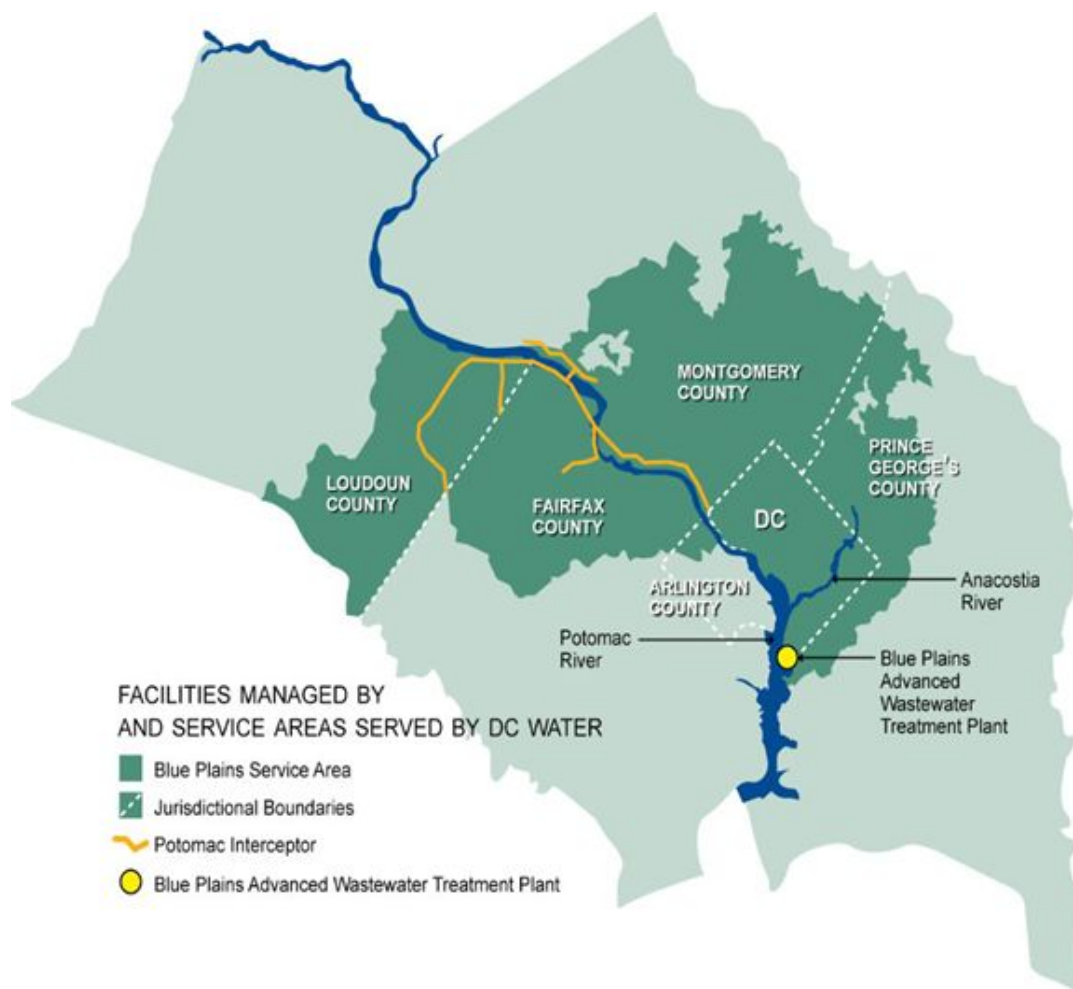 MONTGOMERY
COUNTY
PRINCE
GEORGE'S
COUNTY
LOUDOUN
COUNTY
FAIRFAX
COUNTY
DC
ARLINGTON
COUNTY
Anacostia
River
Potomac
River
Blue Plains
Advanced
Wastewater
Treatment Plant
FACILITIES MANAGED BY
AND SERVICE AREAS SERVED BY DC WATER
Blue Plains Service Area
Jurisdictional Boundaries
Potomac Interceptor
Blue Plains Advanced Wastewater Treatment Plant